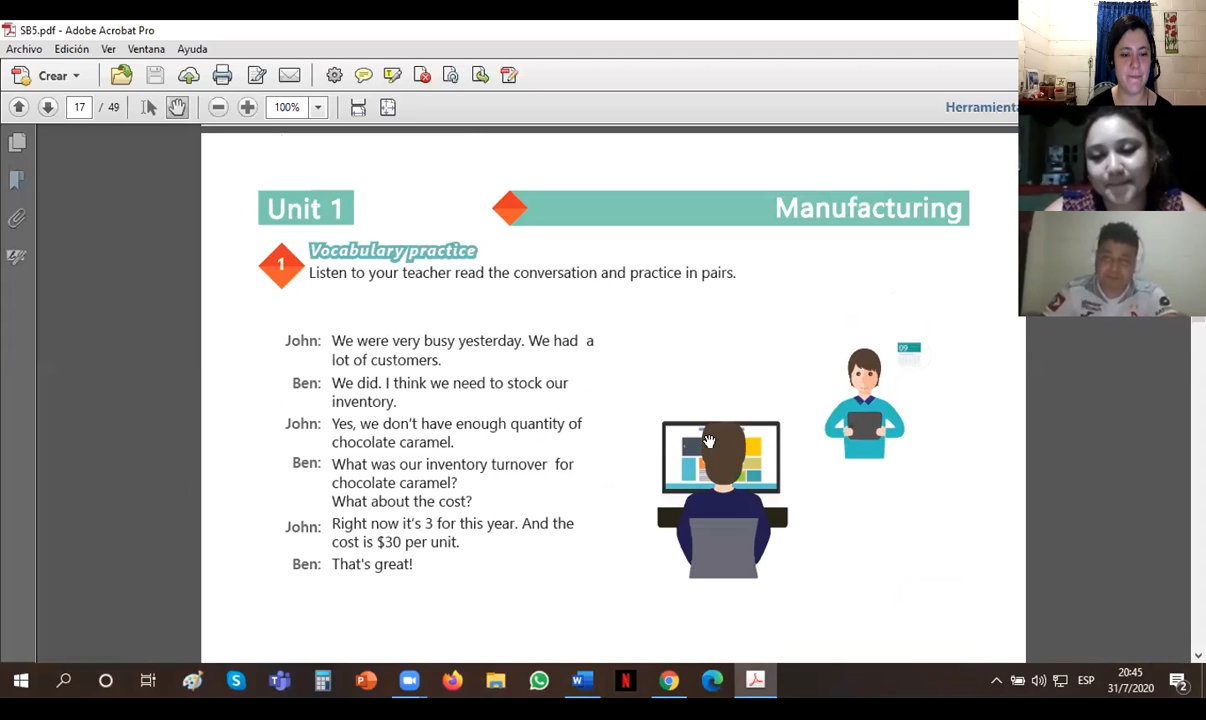 SB5.pdf - Adobe Acrobat Pro
Archivo Edición Ver Ventana Ayuda
Crear
17 / 49 100% Herramienta
Unit 1 Manufacturing
1 Vocabulary practice
Listen to your teacher read the conversation and practice in pairs.
John: We were very busy yesterday. We had a
lot of customers.
Ben: We did. I think we need to stock our
inventory.
John: Yes, we don't have enough quantity of
chocolate caramel.
Ben: What was our inventory turnover for
chocolate caramel?
What about the cost?
John: Right now it's 3 for this year. And the
cost is $30 per unit.
Ben: That's great!
09
ESP 20:45
31/7/2020
2